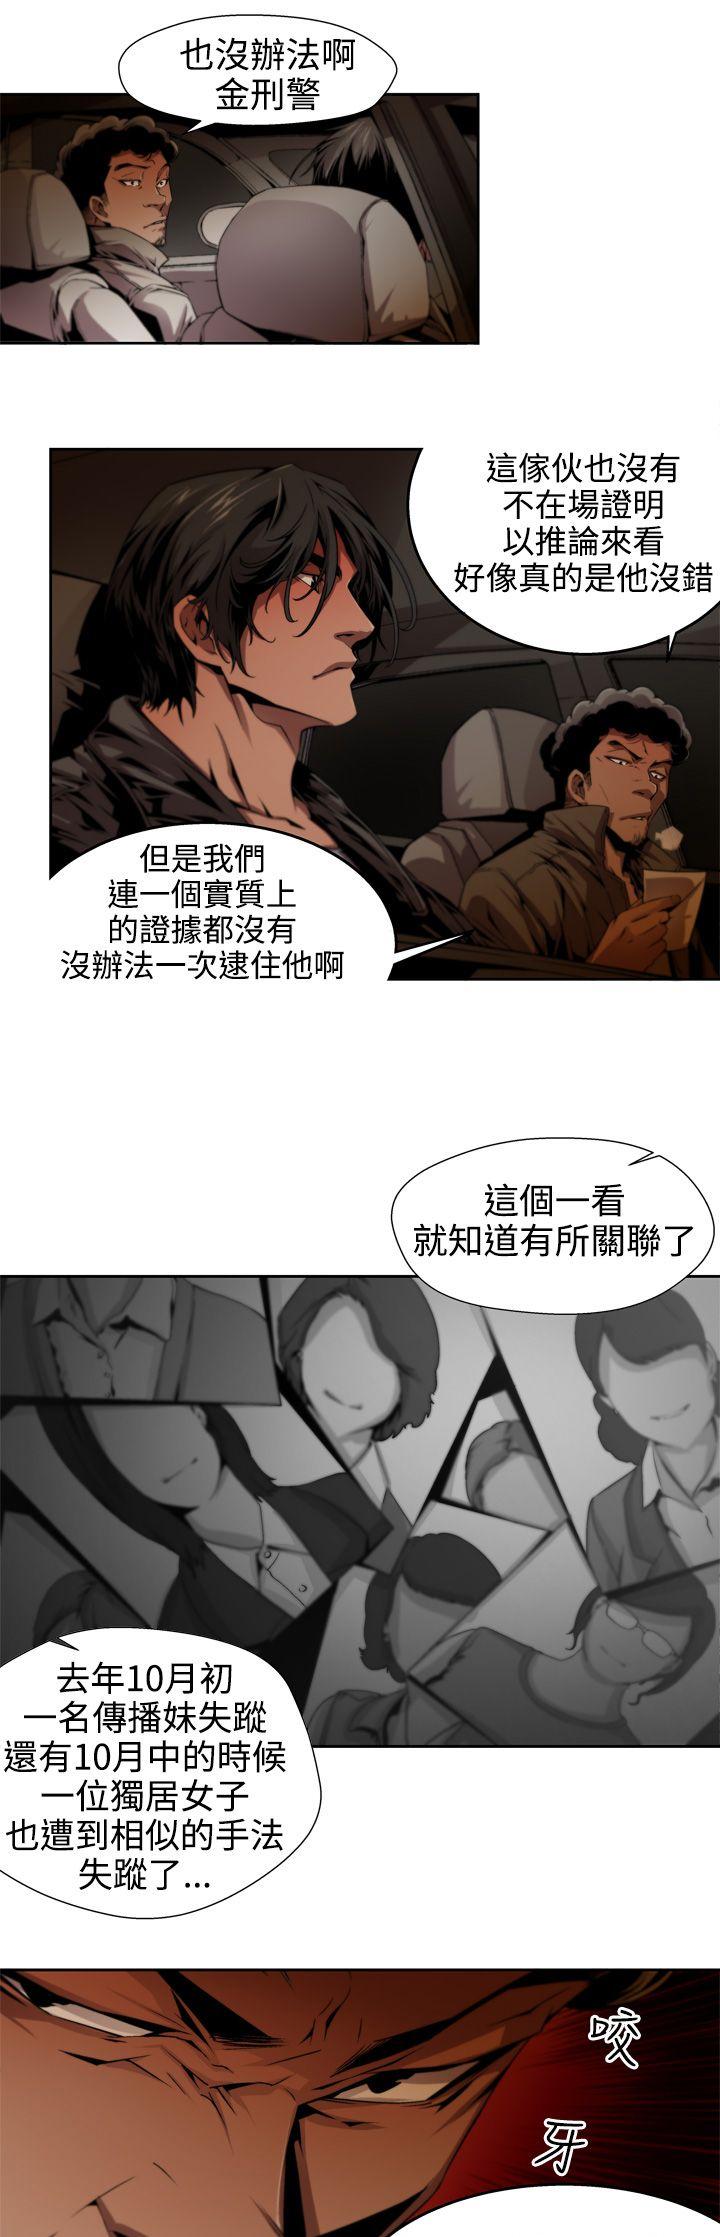 也沒辦法啊
金刑警
這傢伙也沒有
不在場證明
以推論來看
好像真的是他沒錯
但是我們
連一個實質上
的證據都沒有
沒辦法一次逮住他啊
這個一看
就知道有所關聯了
去年10月初
一名傳播妹失蹤
還有10月中的時候
一位獨居女子
也遭到相似的手法
失蹤了...
咬
牙